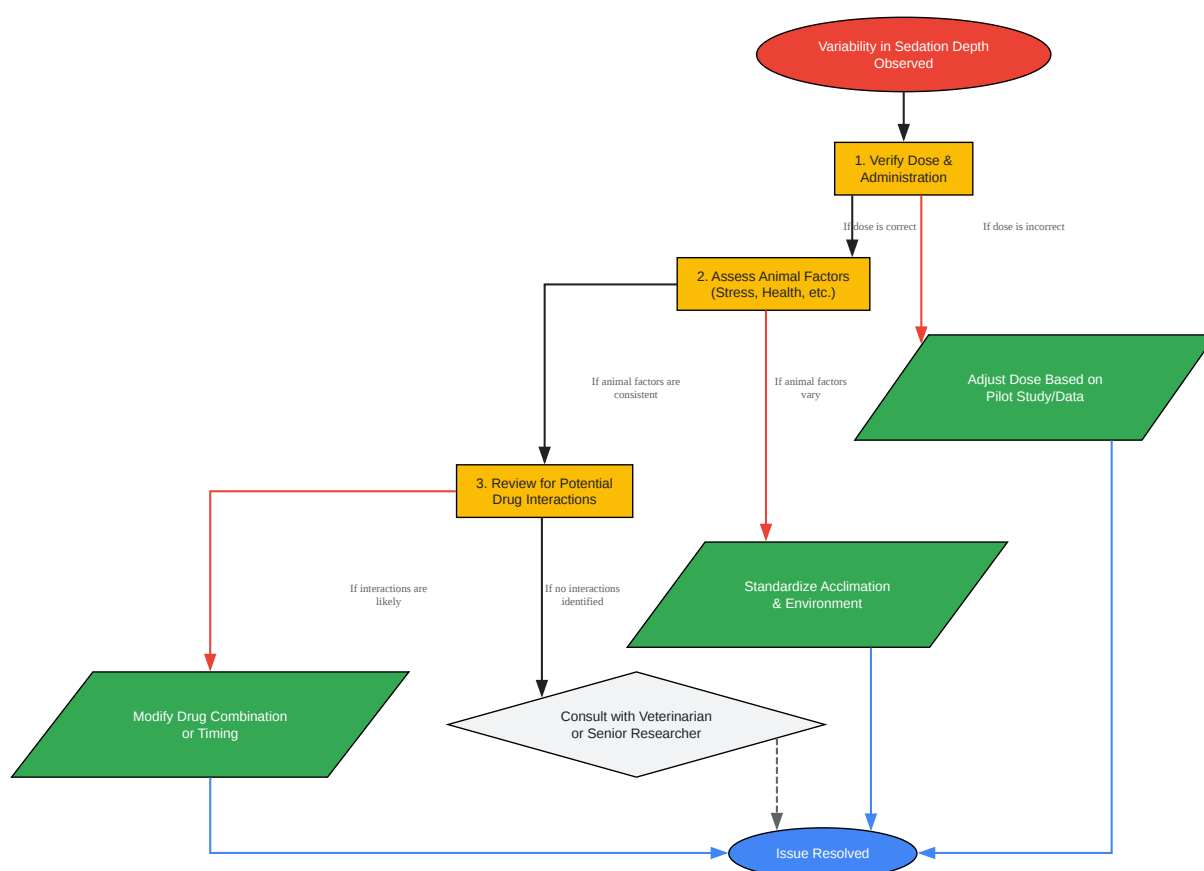 Variability in Sedation Depth
Observed
1. Verify Dose &
Administration
If dose is correct
If dose is incorrect
2. Assess Animal Factors
(Stress, Health, etc.)
If animal factors are
consistent
If animal factors
vary
Adjust Dose Based on
Pilot Study/Data
3. Review for Potential
Drug Interactions
If interactions are
likely
If no interactions
identified
Standardize Acclimation
& Environment
Modify Drug Combination
or Timing
Consult with Veterinarian
or Senior Researcher
Issue Resolved